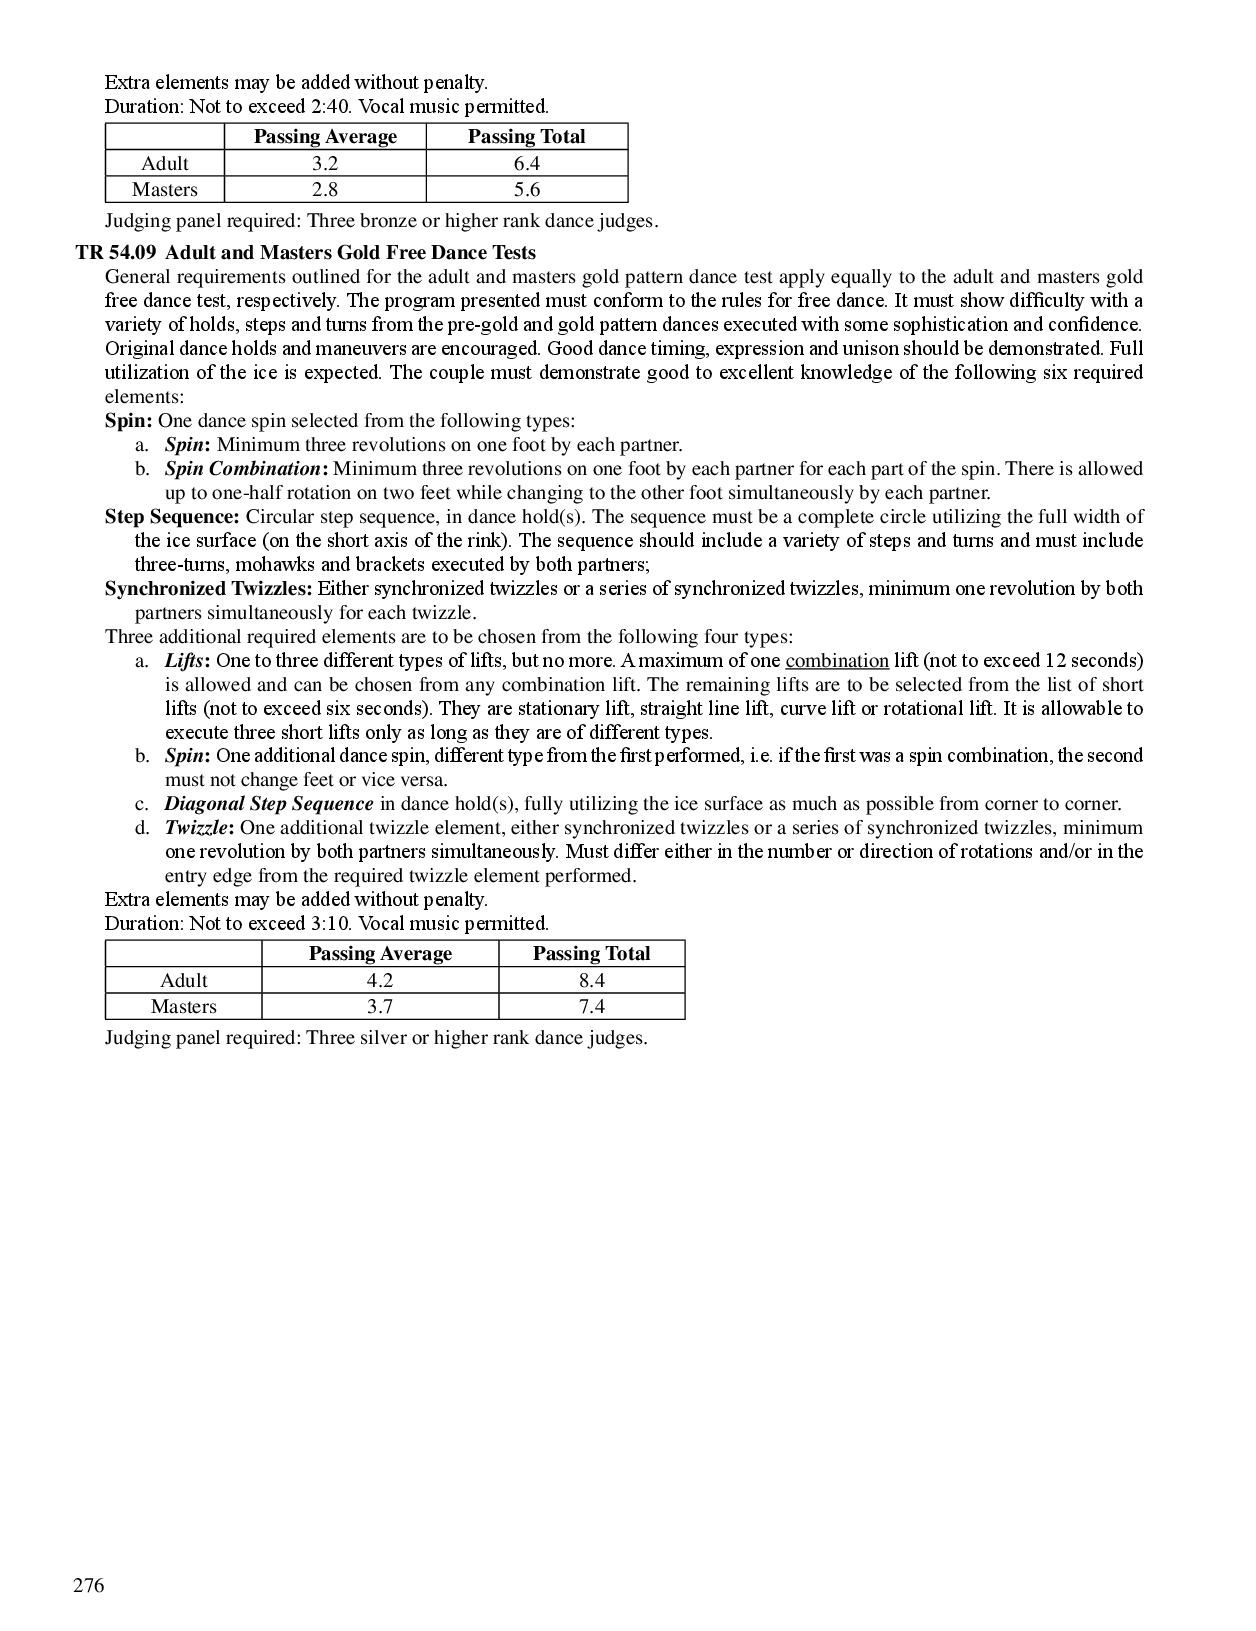 Extra elements may be added without penalty.
Duration: Not to exceed 2:40. Vocal music permitted.
Passing Average Passing Total
Adult 3.2 6.4
Masters 2.8 5.6
Judging panel required: Three bronze or higher rank dance judges.
TR 54.09 Adult and Masters Gold Free Dance Tests
General requirements outlined for the adult and masters gold pattern dance test apply equally to the adult and masters gold
free dance test, respectively. The program presented must conform to the rules for free dance. It must show difficulty with a
variety of holds, steps and turns from the pre-gold and gold pattern dances executed with some sophistication and confidence.
Original dance holds and maneuvers are encouraged. Good dance timing, expression and unison should be demonstrated. Full
utilization of the ice is expected. The couple must demonstrate good to excellent knowledge of the following six required
elements:
Spin: One dance spin selected from the following types:
a. Spin: Minimum three revolutions on one foot by each partner.
b. Spin Combination: Minimum three revolutions on one foot by each partner for each part of the spin. There is allowed
up to one-half rotation on two feet while changing to the other foot simultaneously by each partner.
Step Sequence: Circular step sequence, in dance hold(s). The sequence must be a complete circle utilizing the full width of
the ice surface (on the short axis of the rink). The sequence should include a variety of steps and turns and must include
three-turns, mohawks and brackets executed by both partners;
Synchronized Twizzles: Either synchronized twizzles or a series of synchronized twizzles, minimum one revolution by both
partners simultaneously for each twizzle.
Three additional required elements are to be chosen from the following four types:
a. Lifts: One to three different types of lifts, but no more. A maximum of one combination lift (not to exceed 12 seconds)
is allowed and can be chosen from any combination lift. The remaining lifts are to be selected from the list of short
lifts (not to exceed six seconds). They are stationary lift, straight line lift, curve lift or rotational lift. It is allowable to
execute three short lifts only as long as they are of different types.
b. Spin: One additional dance spin, different type from the first performed, i.e. if the first was a spin combination, the second
must not change feet or vice versa.
c. Diagonal Step Sequence in dance hold(s), fully utilizing the ice surface as much as possible from corner to corner.
d. Twizzle: One additional twizzle element, either synchronized twizzles or a series of synchronized twizzles, minimum
one revolution by both partners simultaneously. Must differ either in the number or direction of rotations and/or in the
entry edge from the required twizzle element performed.
Extra elements may be added without penalty.
Duration: Not to exceed 3:10. Vocal music permitted.
Passing Average Passing Total
Adult 4.2 8.4
Masters 3.7 7.4
Judging panel required: Three silver or higher rank dance judges.
276